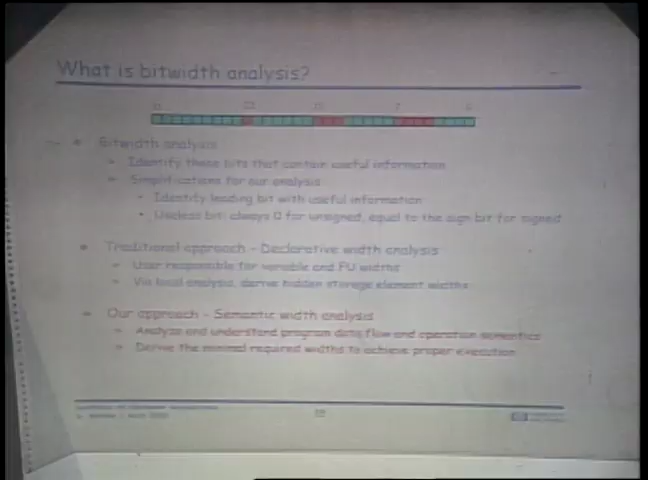 What is bitwidth analysis?
Bitwidth analysis
Identify those bits that contain useful information
Simplifications for our analysis
Identify leading bit with useful information
Useless bit: always 0 for unsigned, equal to the sign bit for signed
Traditional approach - Declarative width analysis
User responsible for variable and FU widths
Via local analysis, derive hidden storage element widths
Our approach - Semantic width analysis
Analyze and understand program data flow and operation semantics
Derive the minimal required widths to achieve proper execution